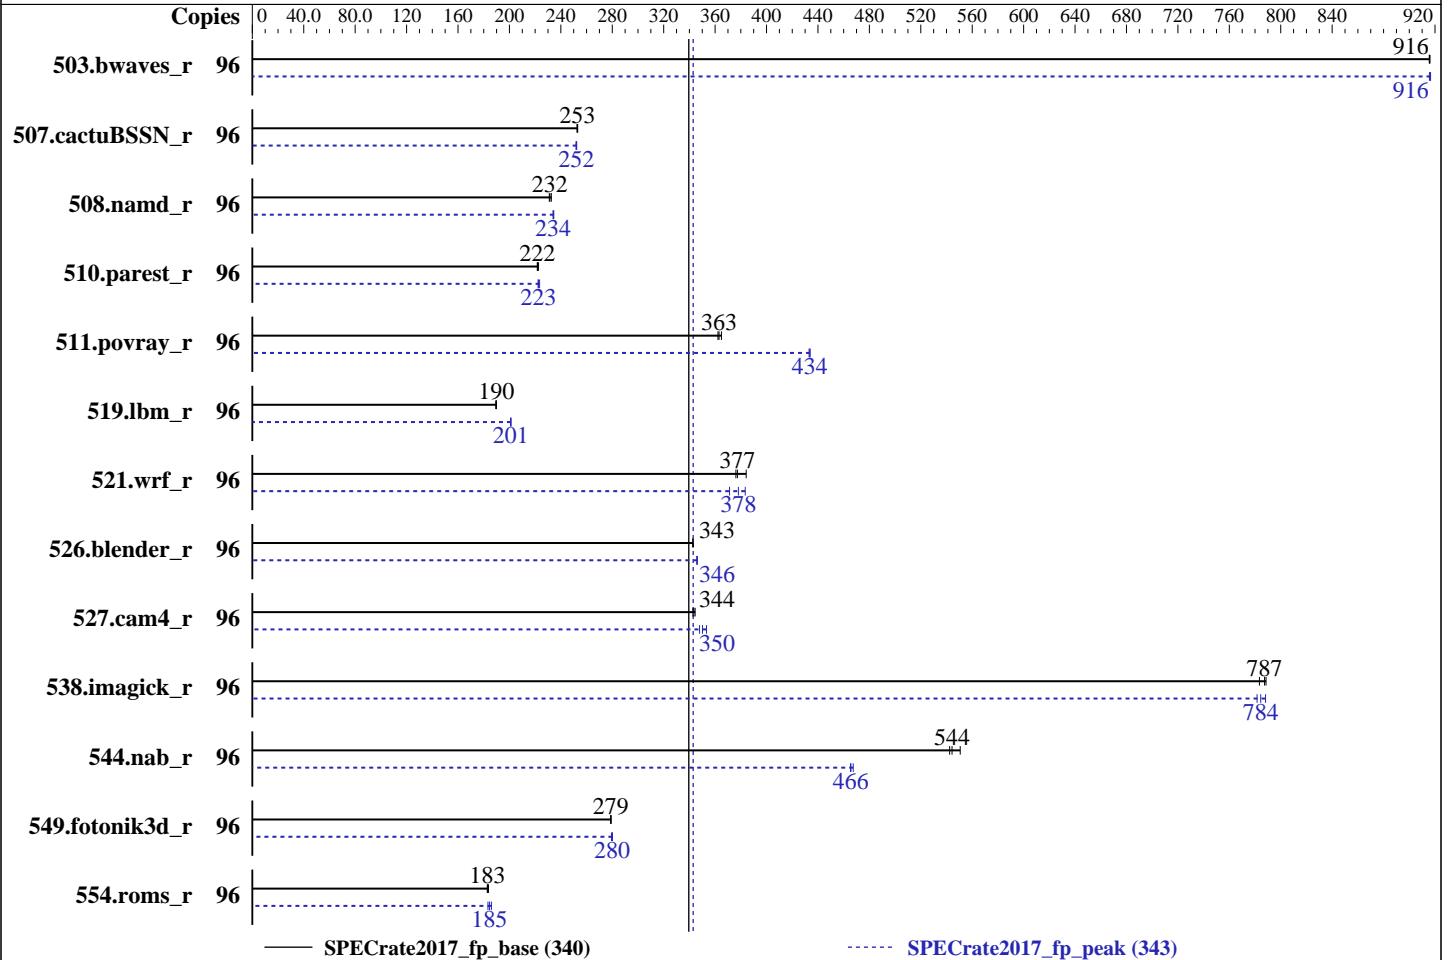 Copies 0 40.0 80.0 120 160 200 240 280 320 360 400 440 480 520 560 600 640 680 720 760 800 840 920
916
503.bwaves_r 96
916
253
507.cactuBSSN_r 96
252
232
508.namd_r 96
234
222
510.parest_r 96
223
363
511.povray_r 96
434
190
519.lbm_r 96
201
377
521.wrf_r 96
378
343
526.blender_r 96
346
344
527.cam4_r 96
350
787
538.imagick_r 96
784
544
544.nab_r 96
466
279
549.fotonik3d_r 96
280
183
554.roms_r 96
185
SPECrate2017_fp_base (340) SPECrate2017_fp_peak (343)